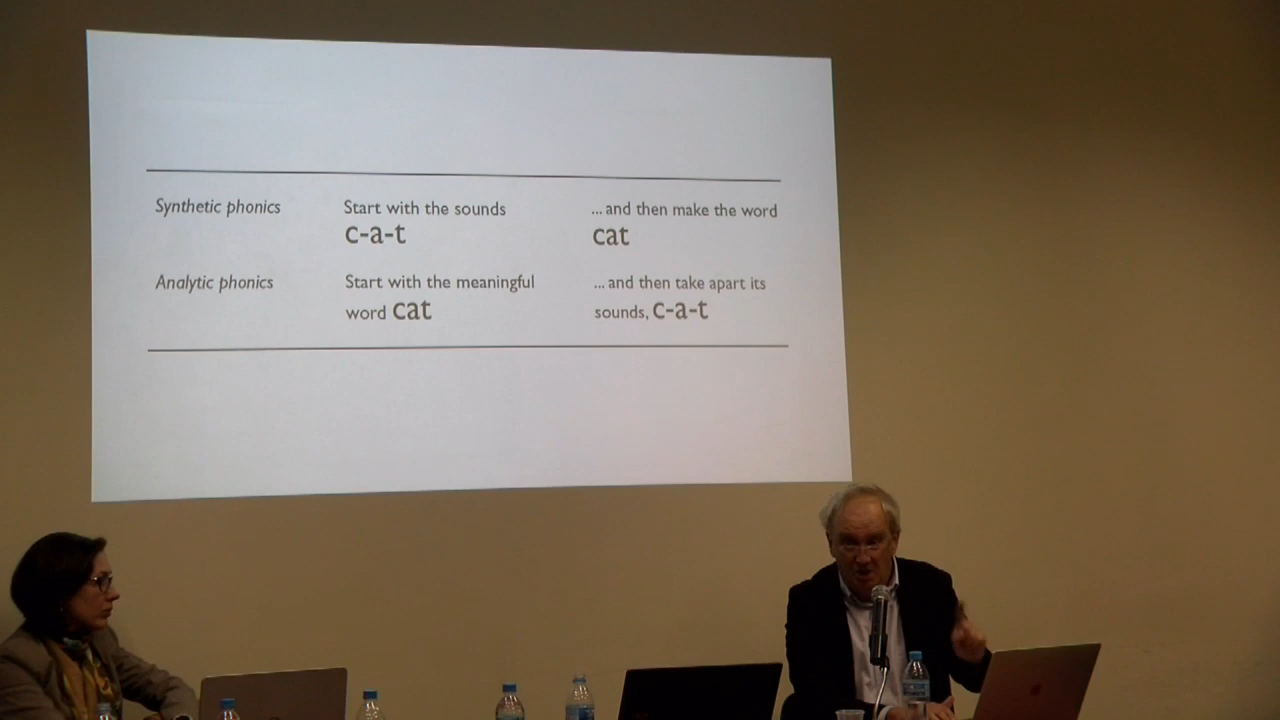 Synthetic phonics Start with the sounds ... and then make the word
c-a-t cat
Analytic phonics Start with the meaningful ... and then take apart its
word cat sounds, c-a-t